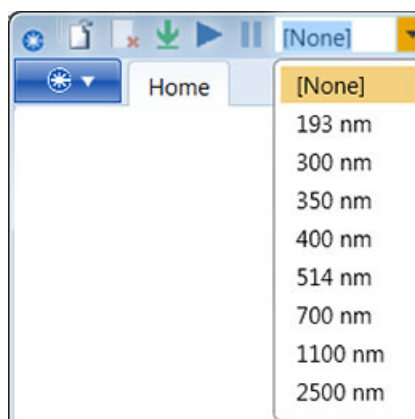 [None]
Home
[None]
193 nm
300 nm
350 nm
400 nm
514 nm
700 nm
1100 nm
2500 nm